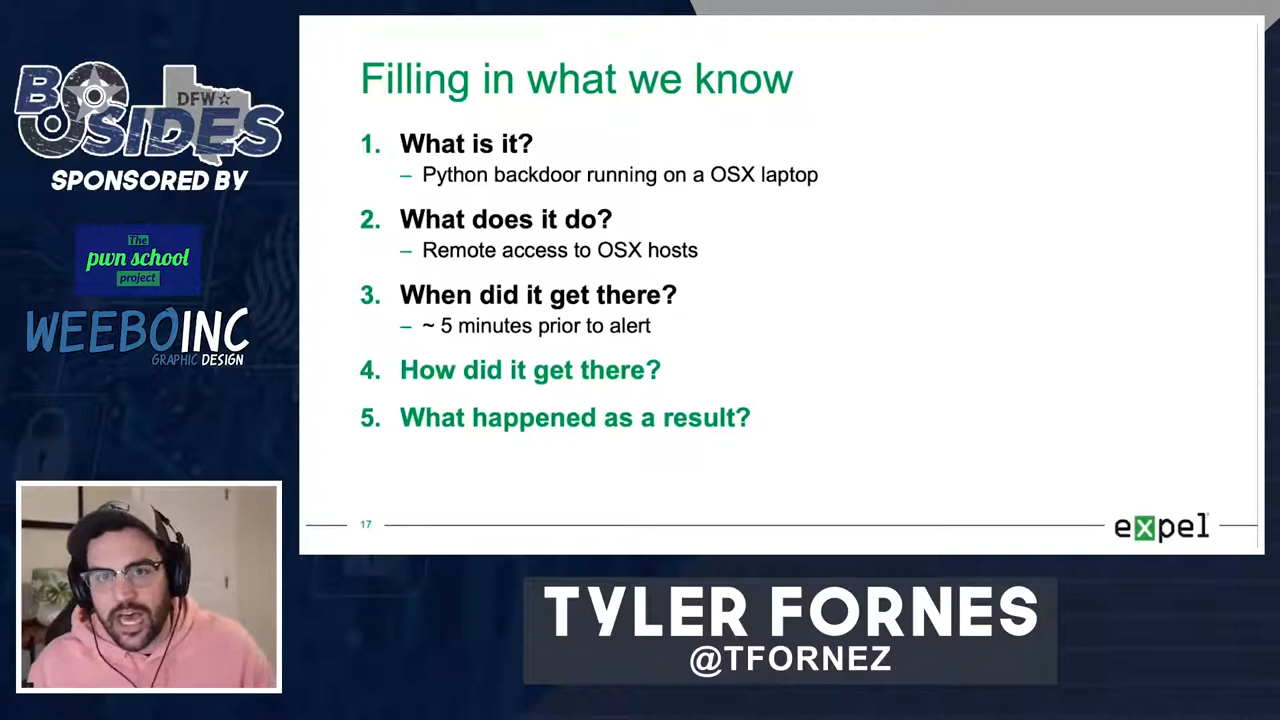 BSIDES
DFW
SPONSORED BY
The
pwn school
project
WEEBOINC
GRAPHIC DESIGN
Filling in what we know
1. What is it?
– Python backdoor running on a OSX laptop
2. What does it do?
– Remote access to OSX hosts
3. When did it get there?
– ~ 5 minutes prior to alert
4. How did it get there?
5. What happened as a result?
17
expel
TYLER FORNES
@TFORNEZ